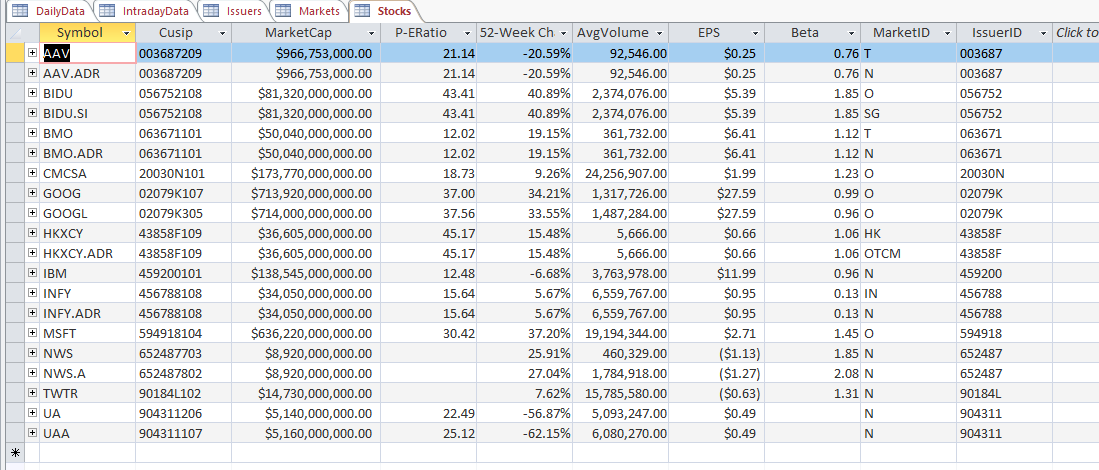 DailyData IntradayData Issuers Markets Stocks
Symbol Cusip MarketCap P-ERatio 52-Week Ch AvgVolume EPS Beta MarketID IssuerID Click to
AAV 003687209 $966,753,000.00 21.14 -20.59% 92,546.00 $0.25 0.76 T 003687
AAV.ADR 003687209 $966,753,000.00 21.14 -20.59% 92,546.00 $0.25 0.76 N 003687
BIDU 056752108 $81,320,000,000.00 43.41 40.89% 2,374,076.00 $5.39 1.85 O 056752
BIDU.SI 056752108 $81,320,000,000.00 43.41 40.89% 2,374,076.00 $5.39 1.85 SG 056752
BMO 063671101 $50,040,000,000.00 12.02 19.15% 361,732.00 $6.41 1.12 T 063671
BMO.ADR 063671101 $50,040,000,000.00 12.02 19.15% 361,732.00 $6.41 1.12 N 063671
CMCSA 20030N101 $173,770,000,000.00 18.73 9.26% 24,256,907.00 $1.99 1.23 O 20030N
GOOG 02079K107 $713,920,000,000.00 37.00 34.21% 1,317,726.00 $27.59 0.99 O 02079K
GOOGL 02079K305 $714,000,000,000.00 37.56 33.55% 1,487,284.00 $27.59 0.96 O 02079K
HKXCY 43858F109 $36,605,000,000.00 45.17 15.48% 5,666.00 $0.66 1.06 HK 43858F
HKXCY.ADR 43858F109 $36,605,000,000.00 45.17 15.48% 5,666.00 $0.66 1.06 OTCM 43858F
IBM 459200101 $138,545,000,000.00 12.48 -6.68% 3,763,978.00 $11.99 0.96 N 459200
INFY 456788108 $34,050,000,000.00 15.64 5.67% 6,559,767.00 $0.95 0.13 IN 456788
INFY.ADR 456788108 $34,050,000,000.00 15.64 5.67% 6,559,767.00 $0.95 0.13 N 456788
MSFT 594918104 $636,220,000,000.00 30.42 37.20% 19,194,344.00 $2.71 1.45 O 594918
NWS 652487703 $8,920,000,000.00 25.91% 460,329.00 ($1.13) 1.85 N 652487
NWS.A 652487802 $8,920,000,000.00 27.04% 1,784,918.00 ($1.27) 2.08 N 652487
TWTR 90184L102 $14,730,000,000.00 7.62% 15,785,580.00 ($0.63) 1.31 N 90184L
UA 904311206 $5,140,000,000.00 22.49 -56.87% 5,093,247.00 $0.49 N 904311
UAA 904311107 $5,160,000,000.00 25.12 -62.15% 6,080,270.00 $0.49 N 904311